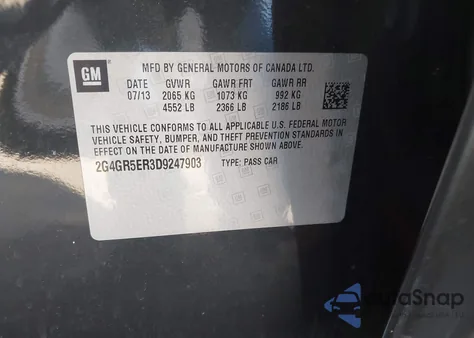 GM
MFD BY GENERAL MOTORS OF CANADA LTD.
DATE GVWR GAWR FRT GAWR RR
07/13 2065 KG 1073 KG 992 KG
4552 LB 2366 LB 2186 LB
THIS VEHICLE CONFORMS TO ALL APPLICABLE U.S. FEDERAL MOTOR
VEHICLE SAFETY, BUMPER, AND THEFT PREVENTION STANDARDS IN
EFFECT ON THE DATE OF MANUFACTURE SHOWN ABOVE.
2G4GR5ER3D9247903 TYPE: PASS CAR